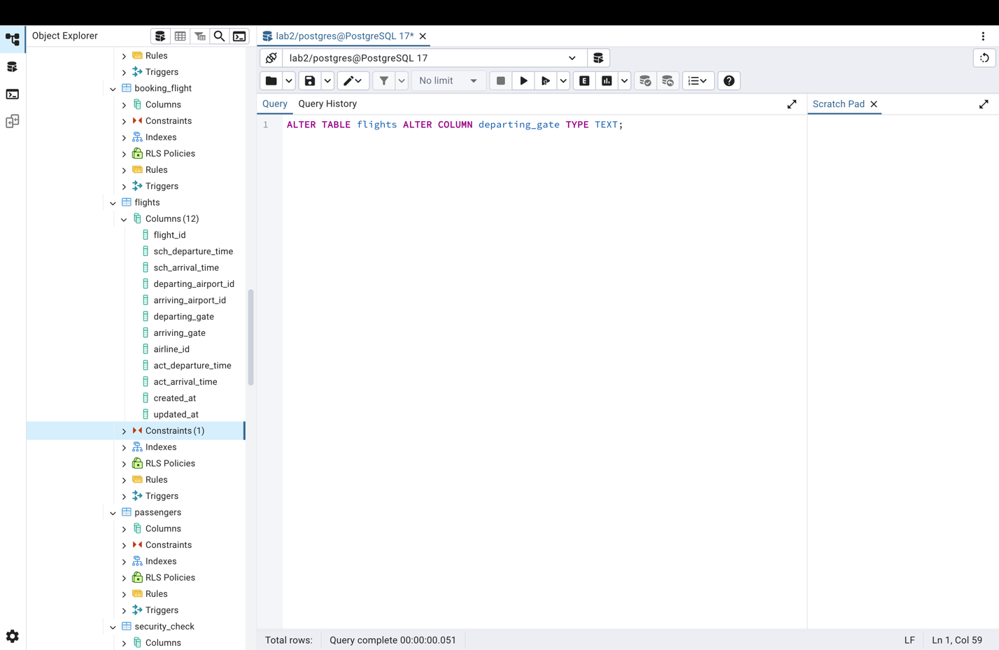 Object Explorer
lab2/postgres@PostgreSQL 17*
lab2/postgres@PostgreSQL 17
No limit
E
Query
Query History
Scratch Pad
1
ALTER TABLE flights ALTER COLUMN departing_gate TYPE TEXT;
Rules
Triggers
booking_flight
Columns
Constraints
Indexes
RLS Policies
Rules
Triggers
flights
Columns (12)
flight_id
sch_departure_time
sch_arrival_time
departing_airport_id
arriving_airport_id
departing_gate
arriving_gate
airline_id
act_departure_time
act_arrival_time
created_at
updated_at
Constraints (1)
Indexes
RLS Policies
Rules
Triggers
passengers
Columns
Constraints
Indexes
RLS Policies
Rules
Triggers
security_check
Columns
Total rows:
Query complete 00:00:00.051
LF
Ln 1, Col 59